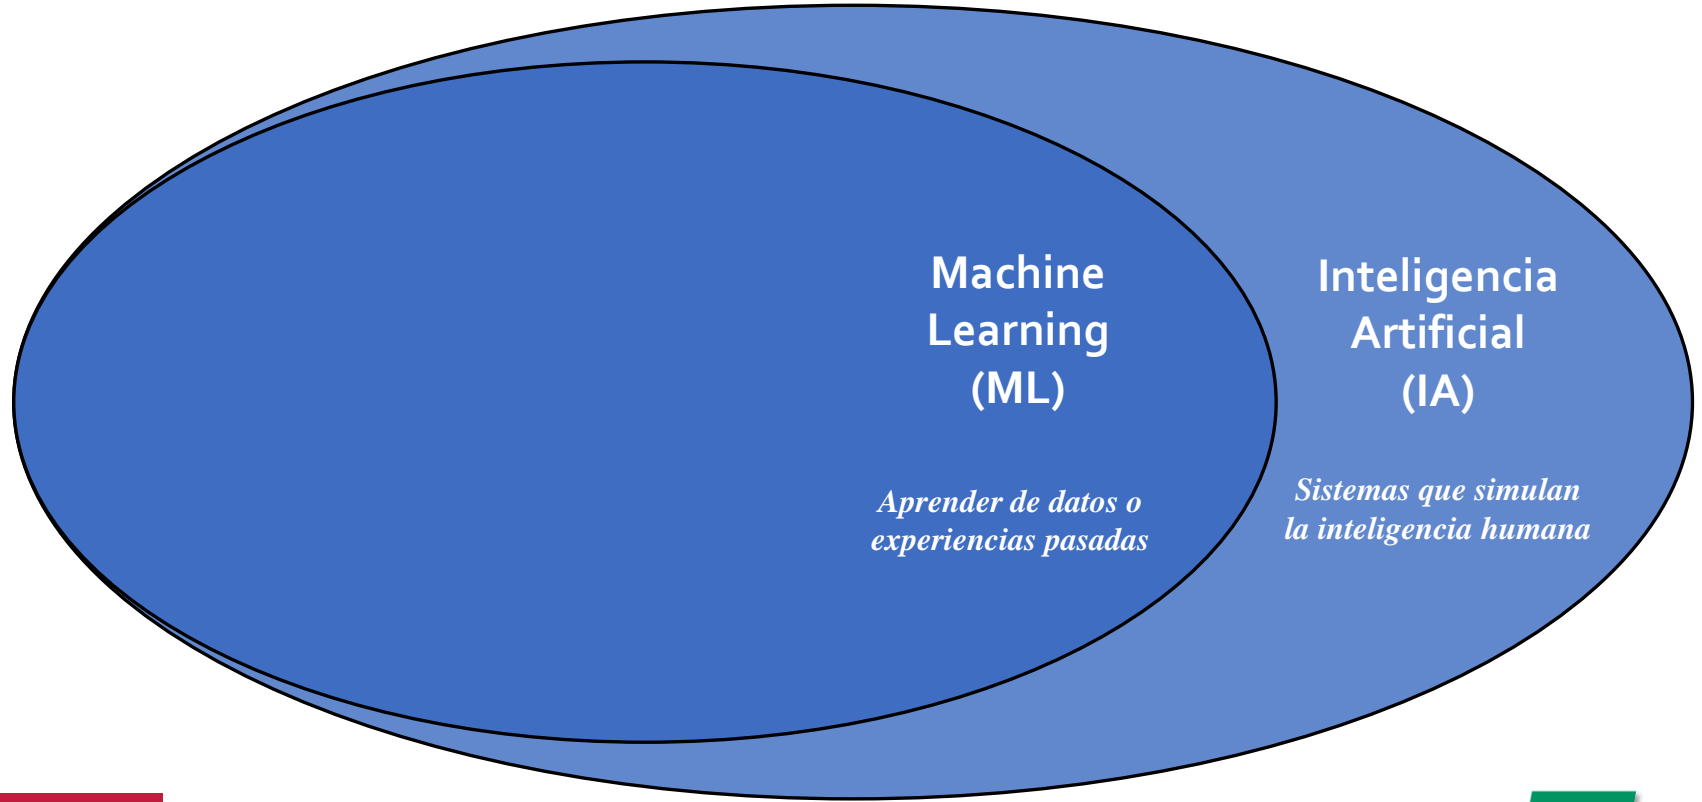 Machine
Learning
(ML)
Aprender de datos o
experiencias pasadas
Inteligencia
Artificial
(IA)
Sistemas que simulan
la inteligencia humana